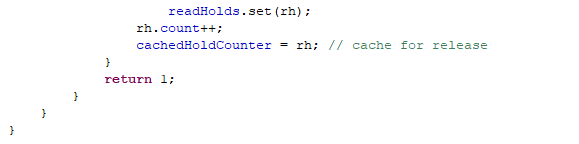 readHolds.set(rh);
rh.count++;
cachedHoldCounter = rh; // cache for release
}
return 1;
}
}
}